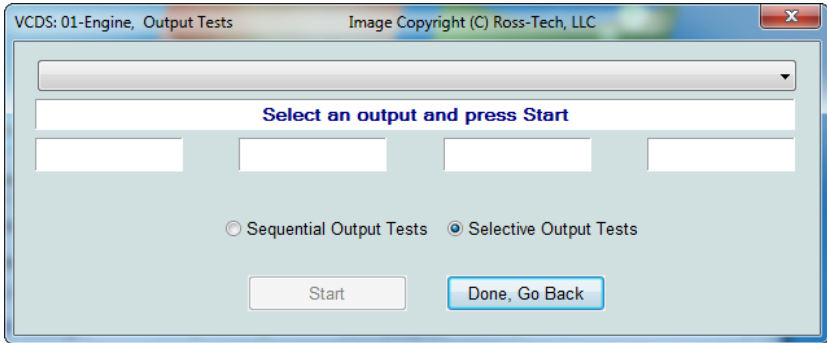 VCDS: 01-Engine, Output Tests Image Copyright (C) Ross-Tech, LLC
Select an output and press Start
Sequential Output Tests Selective Output Tests
Start Done, Go Back